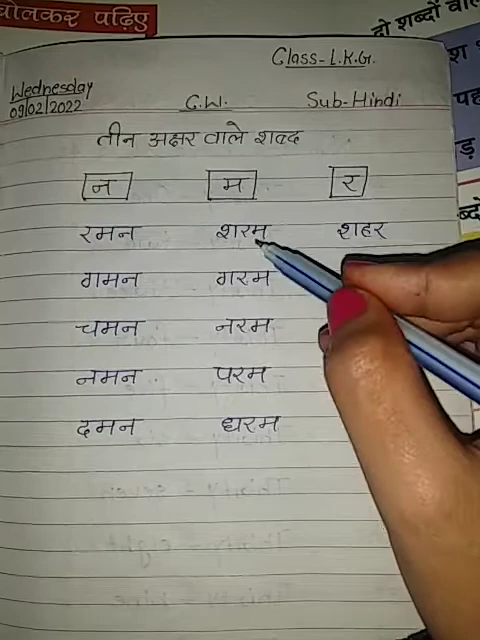 बोलकर पढ़िए
दो शब्दों वाले
Class-L.K.G.
Wednesday
09/02/2022
C.W.
Sub-Hindi
तीन अक्षर वाले शब्द
न म र
रमन शरम शहर
गमन गरम
चमन नरम
नमन परम
दमन धरम